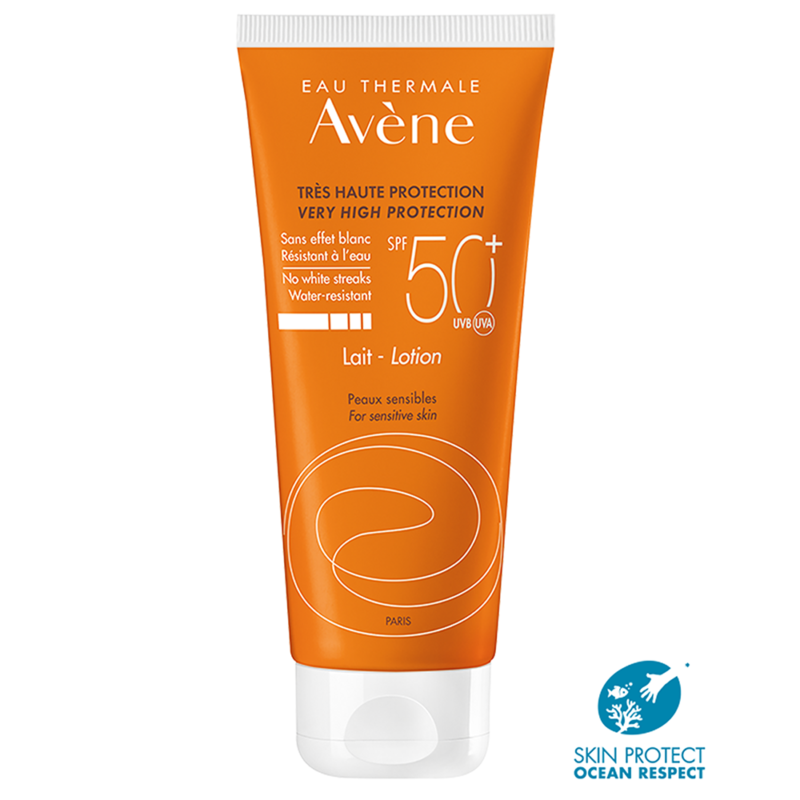 EAU THERMALE
Avène
TRÈS HAUTE PROTECTION
VERY HIGH PROTECTION
Sans effet blanc
Résistant à l'eau
No white streaks
Water-resistant
SPF 50+
UVB UVA
Lait - Lotion
Peaux sensibles
For sensitive skin
PARIS
SKIN PROTECT
OCEAN RESPECT